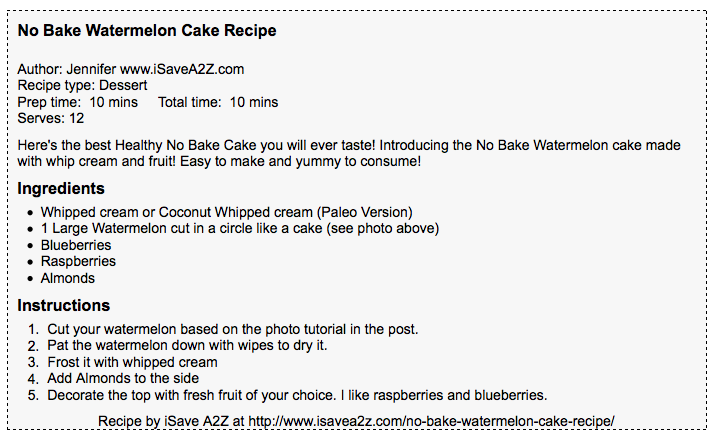 No Bake Watermelon Cake Recipe
Author: Jennifer www.iSaveA2Z.com
Recipe type: Dessert
Prep time:  10 mins     Total time:  10 mins
Serves: 12
Here's the best Healthy No Bake Cake you will ever taste! Introducing the No Bake Watermelon cake made
with whip cream and fruit! Easy to make and yummy to consume!
Ingredients
• Whipped cream or Coconut Whipped cream (Paleo Version)
• 1 Large Watermelon cut in a circle like a cake (see photo above)
• Blueberries
• Raspberries
• Almonds
Instructions
1. Cut your watermelon based on the photo tutorial in the post.
2. Pat the watermelon down with wipes to dry it.
3. Frost it with whipped cream
4. Add Almonds to the side
5. Decorate the top with fresh fruit of your choice. I like raspberries and blueberries.
Recipe by iSave A2Z at http://www.isavea2z.com/no-bake-watermelon-cake-recipe/